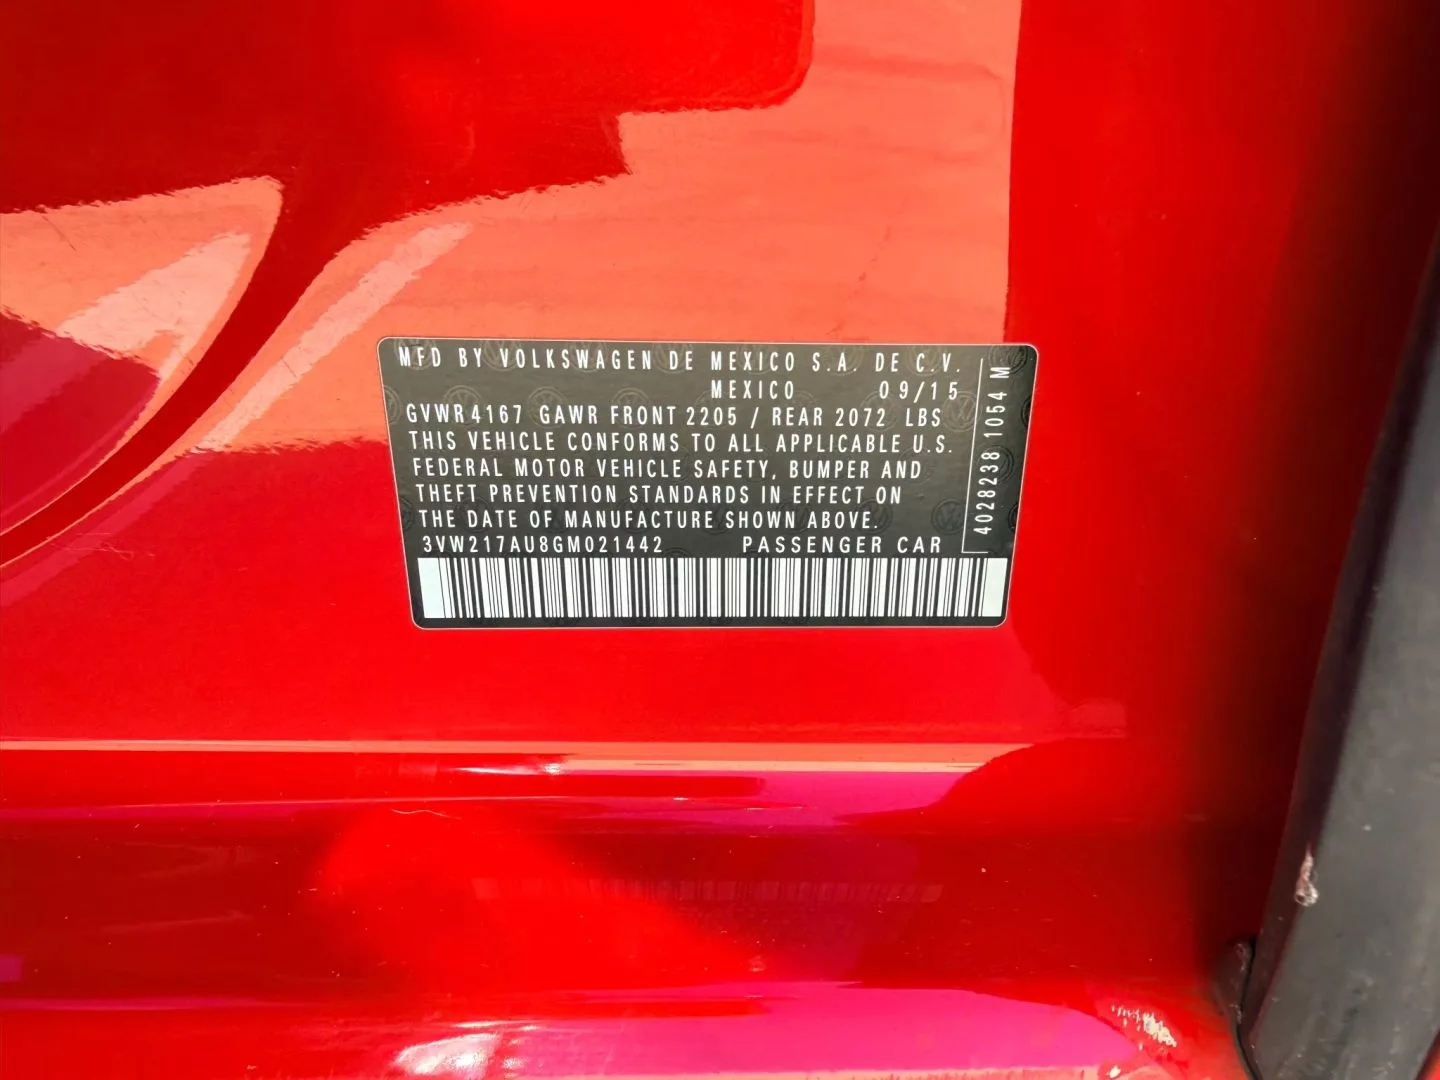 MFD BY VOLKSWAGEN DE MEXICO S.A. DE C.V.
MEXICO 09/15
GVWR 4167 GAWR FRONT 2205 / REAR 2072 LBS
THIS VEHICLE CONFORMS TO ALL APPLICABLE U.S.
FEDERAL MOTOR VEHICLE SAFETY, BUMPER AND
THEFT PREVENTION STANDARDS IN EFFECT ON
THE DATE OF MANUFACTURE SHOWN ABOVE.
3VW217AU8GM021442 PASSENGER CAR
4028238 1054 M